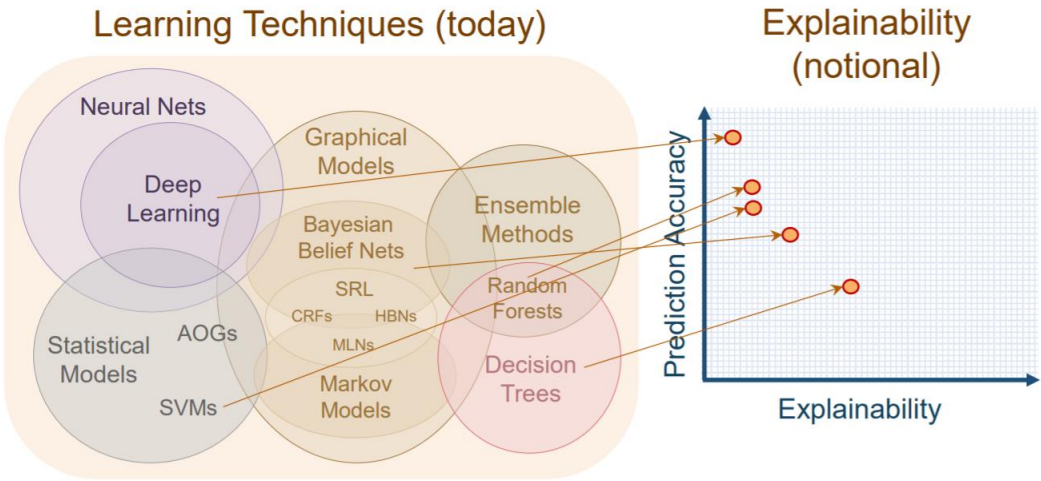 Learning Techniques (today)
Explainability
(notional)
Neural Nets
Deep
Learning
Graphical
Models
Ensemble
Methods
Bayesian
Belief Nets
SRL
CRFs
HBNs
MLNs
Random
Forests
AOGs
Statistical
Models
SVMs
Markov
Models
Decision
Trees
Prediction Accuracy
Explainability